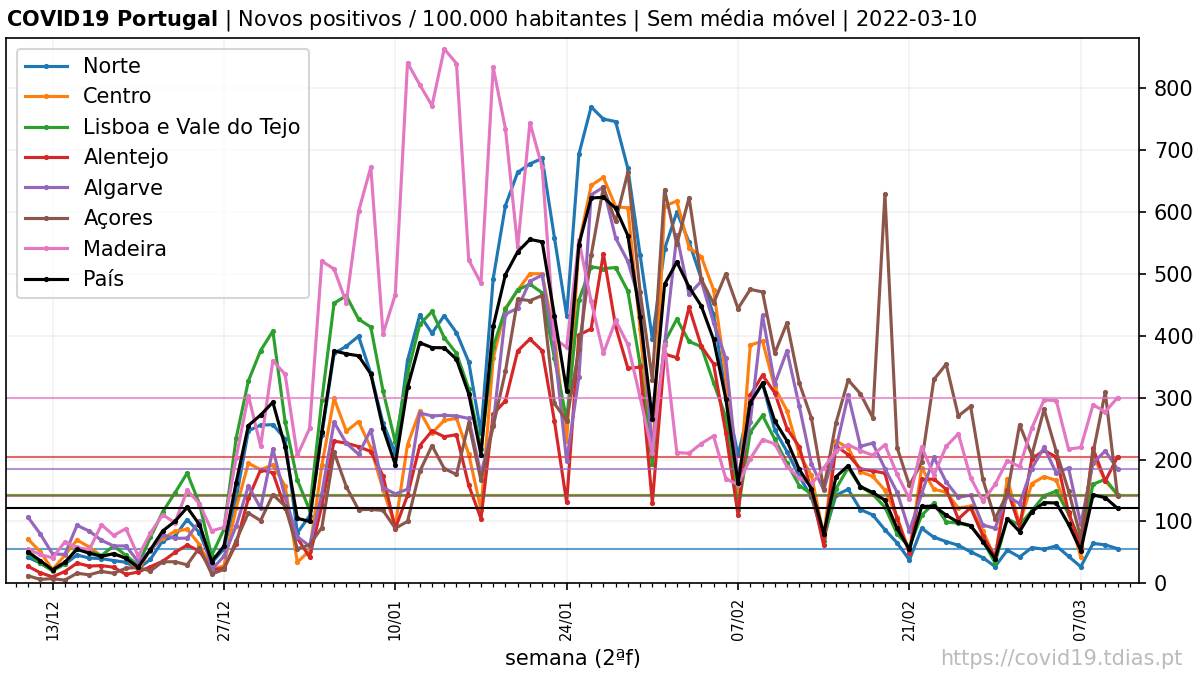 COVID19 Portugal | Novos positivos / 100.000 habitantes | Sem média móvel | 2022-03-10
Norte
Centro
Lisboa e Vale do Tejo
Alentejo
Algarve
Açores
Madeira
País
800
700
600
500
400
300
200
100
0
13/12
27/12
10/01
24/01
07/02
21/02
07/03
semana (2ªf)
https://covid19.tdias.pt